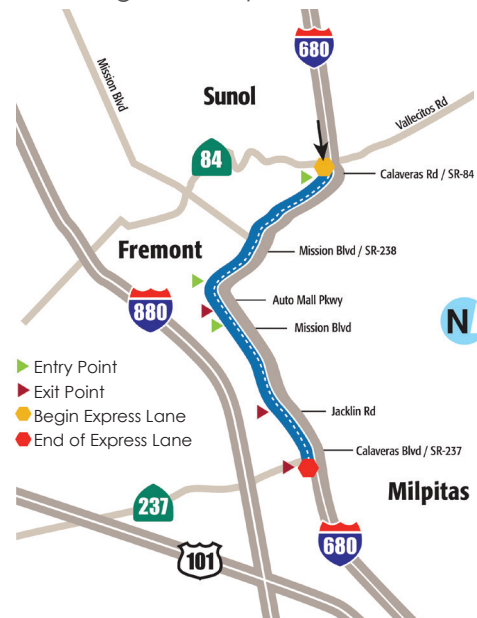 680
Mission Blvd
Sunol
Vallecitos Rd
84
Calaveras Rd / SR-84
Mission Blvd / SR-238
Fremont
Auto Mall Pkwy
880
Mission Blvd
N
Entry Point
Exit Point
Begin Express Lane
End of Express Lane
Jacklin Rd
Calaveras Blvd / SR-237
Milpitas
237
680
101